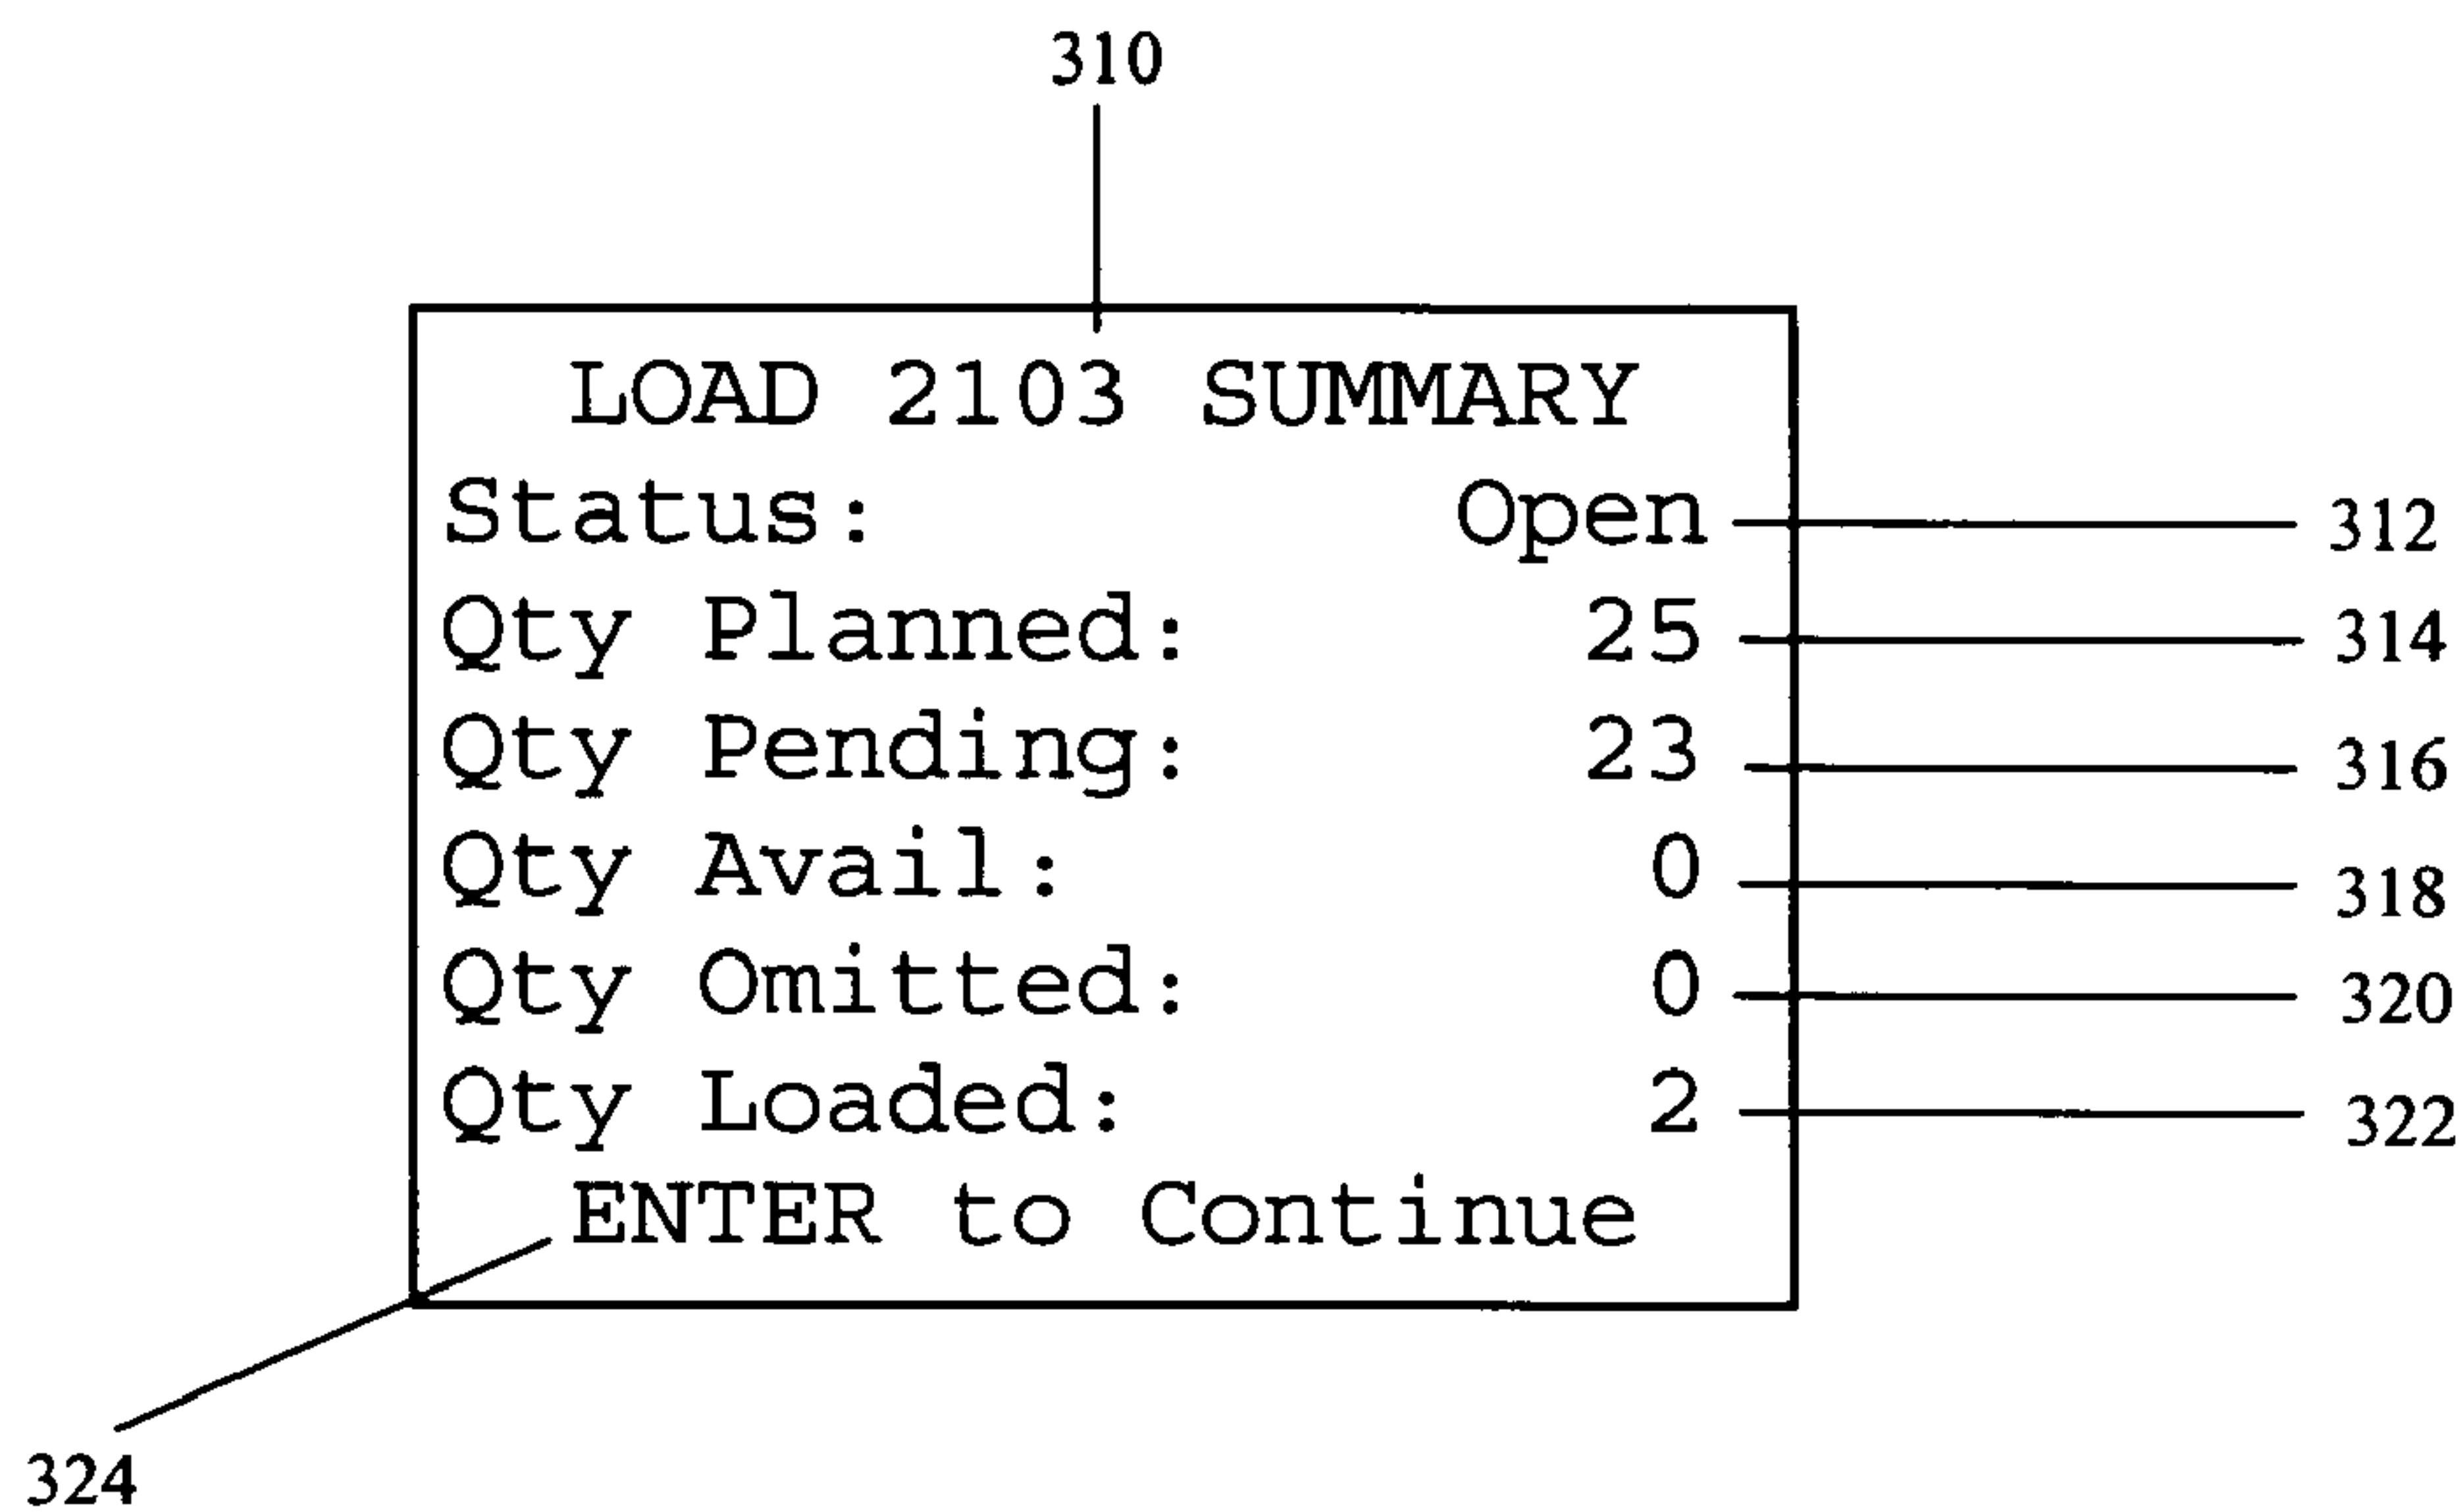 310
LOAD 2103 SUMMARY
Status: Open 312
Qty Planned: 25 314
Qty Pending: 23 316
Qty Avail: 0 318
Qty Omitted: 0 320
Qty Loaded: 2 322
ENTER to Continue
324